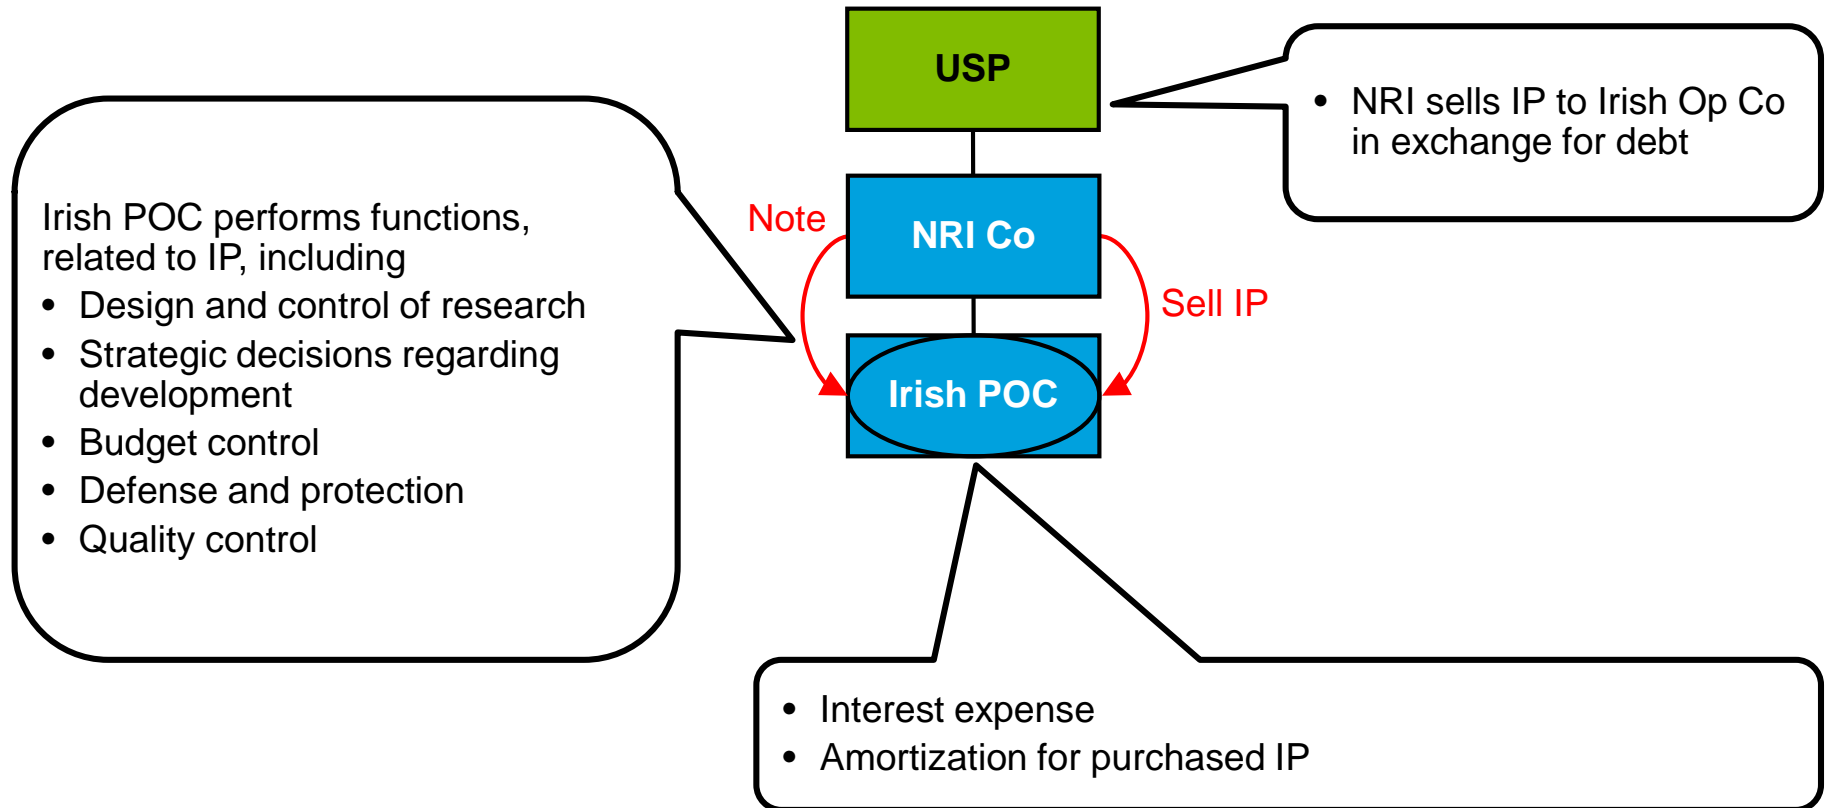 USP
• NRI sells IP to Irish Op Co
in exchange for debt
Irish POC performs functions,
related to IP, including
• Design and control of research
• Strategic decisions regarding
development
• Budget control
• Defense and protection
• Quality control
Note
NRI Co
Sell IP
Irish POC
• Interest expense
• Amortization for purchased IP